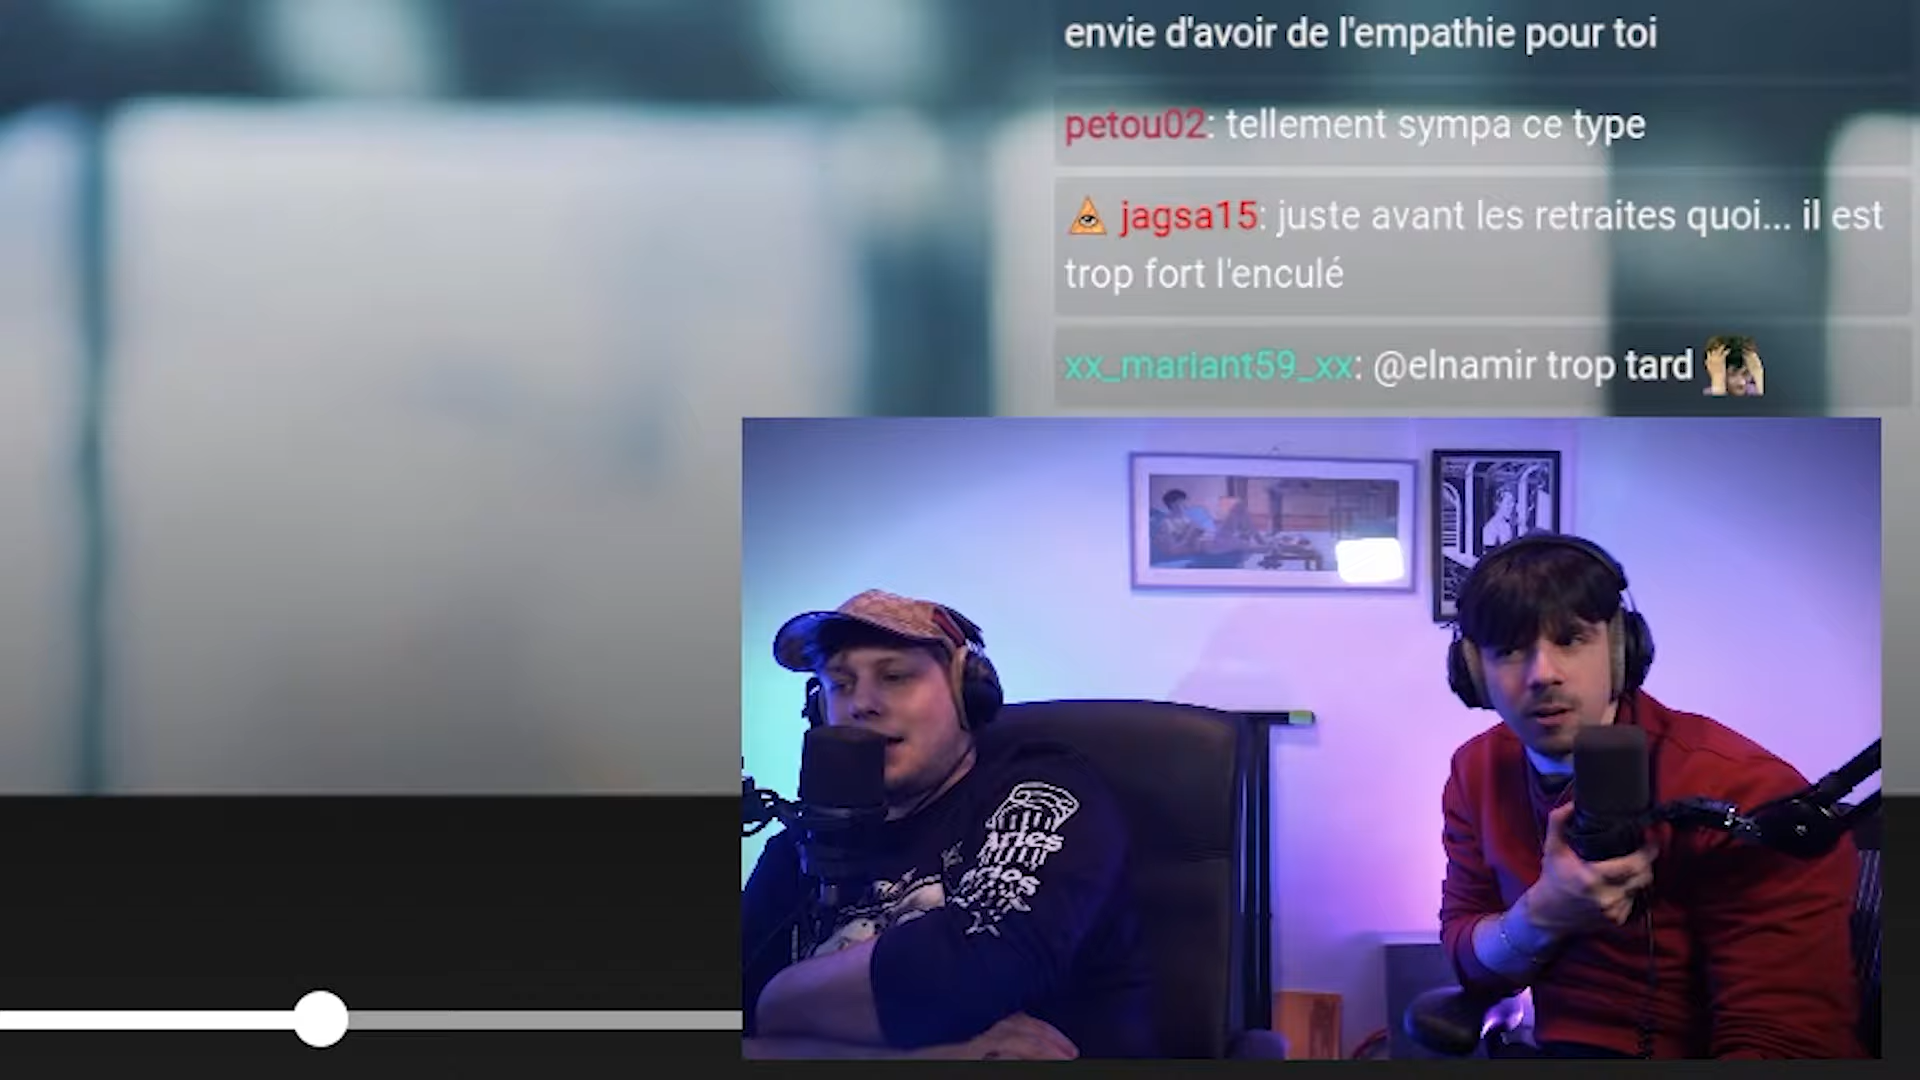 envie d'avoir de l'empathie pour toi
petou02: tellement sympa ce type
jagsa15: juste avant les retraites quoi... il est
trop fort l'enculé
xx_mariant59_xx: @elnamir trop tard
Arles